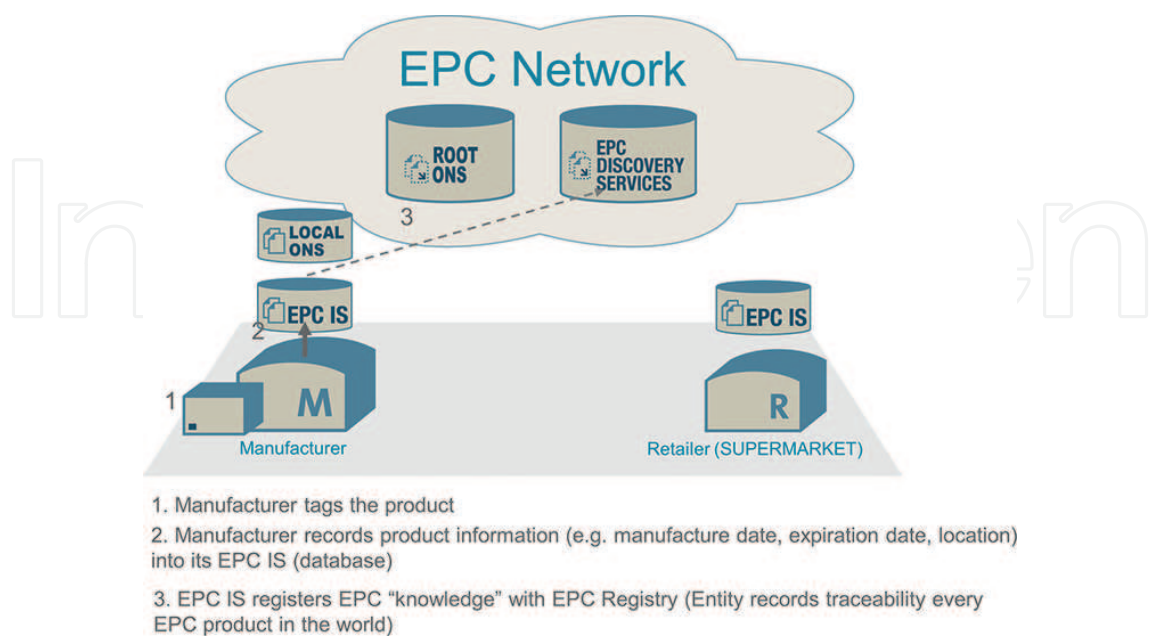 EPC Network
ROOT
ONS
EPC
DISCOVERY
SERVICES
3
LOCAL
ONS
EPC IS
EPC IS
2
1
M
R
Manufacturer
Retailer (SUPERMARKET)
1. Manufacturer tags the product
2. Manufacturer records product information (e.g. manufacture date, expiration date, location)
into its EPC IS (database)
3. EPC IS registers EPC “knowledge” with EPC Registry (Entity records traceability every
EPC product in the world)